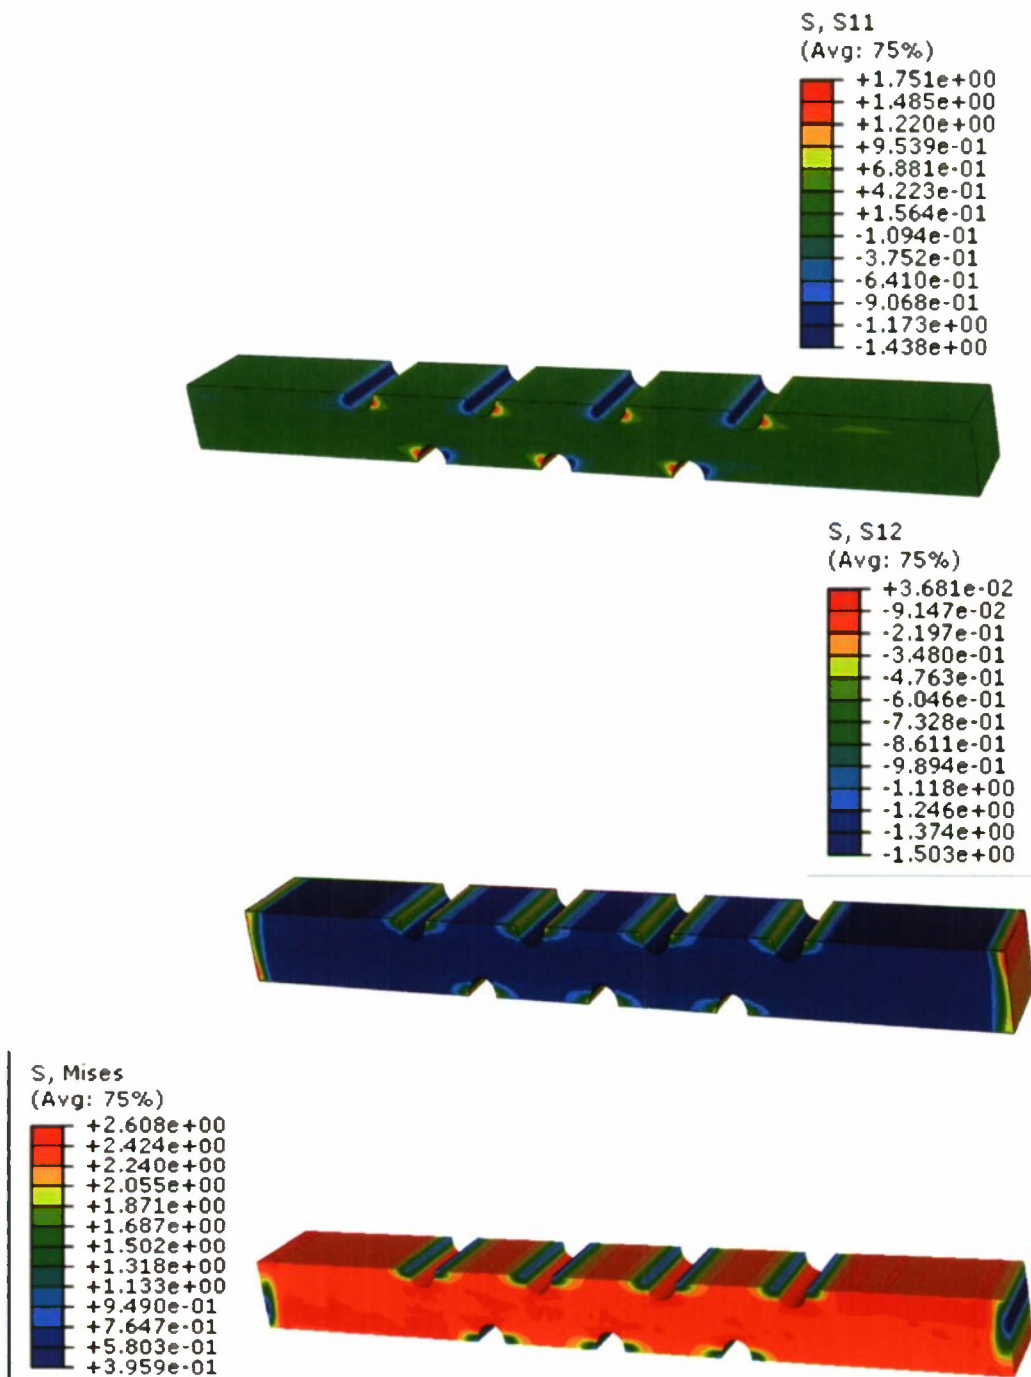 S, S11
(Avg: 75%)
+1.751e+00
+1.485e+00
+1.220e+00
+9.539e-01
+6.881e-01
+4.223e-01
+1.564e-01
-1.094e-01
-3.752e-01
-6.410e-01
-9.068e-01
-1.173e+00
-1.438e+00
S, S12
(Avg: 75%)
+3.681e-02
-9.147e-02
-2.197e-01
-3.480e-01
-4.763e-01
-6.046e-01
-7.328e-01
-8.611e-01
-9.894e-01
-1.118e+00
-1.246e+00
-1.374e+00
-1.503e+00
S, Mises
(Avg: 75%)
+2.608e+00
+2.424e+00
+2.240e+00
+2.055e+00
+1.871e+00
+1.687e+00
+1.502e+00
+1.318e+00
+1.133e+00
+9.490e-01
+7.647e-01
+5.803e-01
+3.959e-01